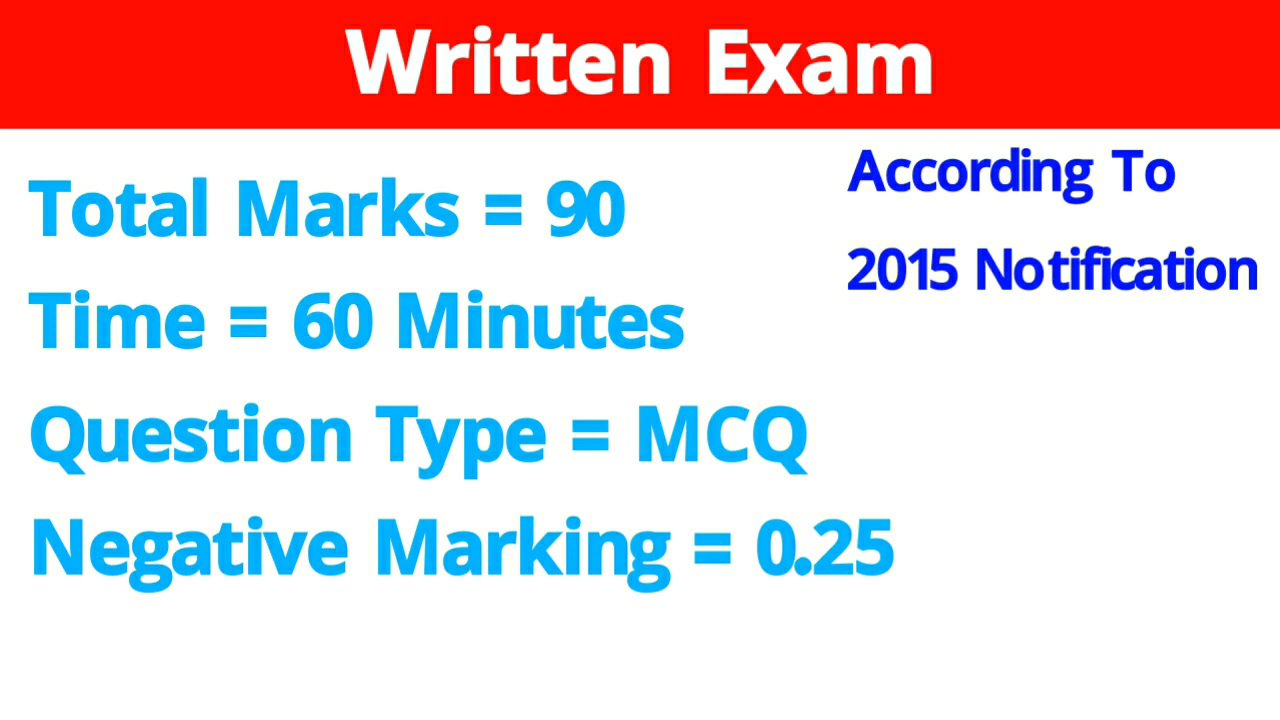 Written Exam
According To
2015 Notification
Total Marks = 90
Time = 60 Minutes
Question Type = MCQ
Negative Marking = 0.25